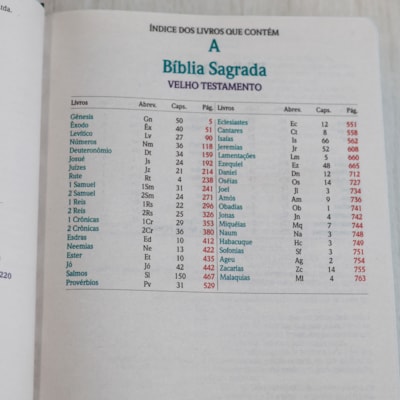 ÍNDICE DOS LIVROS QUE CONTÉM
A
Bíblia Sagrada
VELHO TESTAMENTO
Livros Abrev. Caps. Pág.
Gênesis Gn 50 5
Êxodo Êx 40 51
Levítico Lv 27 90
Números Nm 36 118
Deuteronômio Dt 34 159
Josué Js 24 192
Juízes Jz 21 214
Rute Rt 4 238
1 Samuel 1Sm 31 241
2 Samuel 2Sm 24 271
1 Reis 1Rs 22 296
2 Reis 2Rs 25 326
1 Crônicas 1Cr 29 353
2 Crônicas 2Cr 36 380
Esdras Ed 10 412
Neemias Ne 13 422
Ester Et 10 435
Jó Jó 42 442
Salmos Sl 150 467
Provérbios Pv 31 529
Livros Abrev. Caps. Pág.
Eclesiastes Ec 12 551
Cantares Ct 8 558
Isaías Is 66 562
Jeremias Jr 52 608
Lamentações Lm 5 660
Ezequiel Ez 48 665
Daniel Dn 12 712
Oséias Os 14 727
Joel Jl 3 734
Amós Am 9 736
Obadias Ob 1 741
Jonas Jn 4 742
Miquéias Mq 7 744
Naum Na 3 748
Habacuque Hc 3 749
Sofonias Sf 3 751
Ageu Ag 2 754
Zacarias Zc 14 755
Malaquias Ml 4 763
220